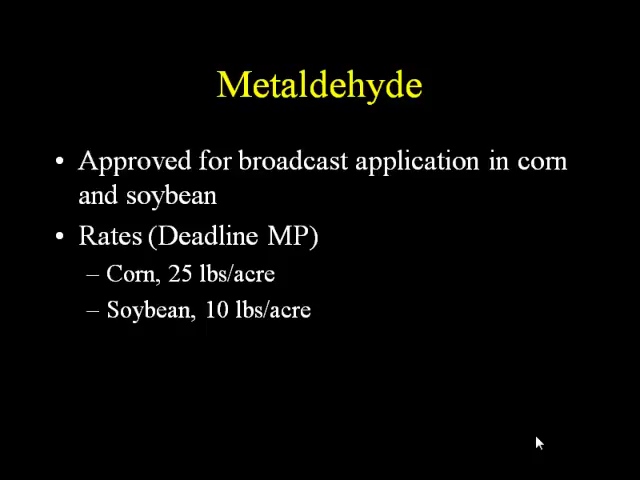 Metaldehyde
• Approved for broadcast application in corn
and soybean
• Rates (Deadline MP)
– Corn, 25 lbs/acre
– Soybean, 10 lbs/acre